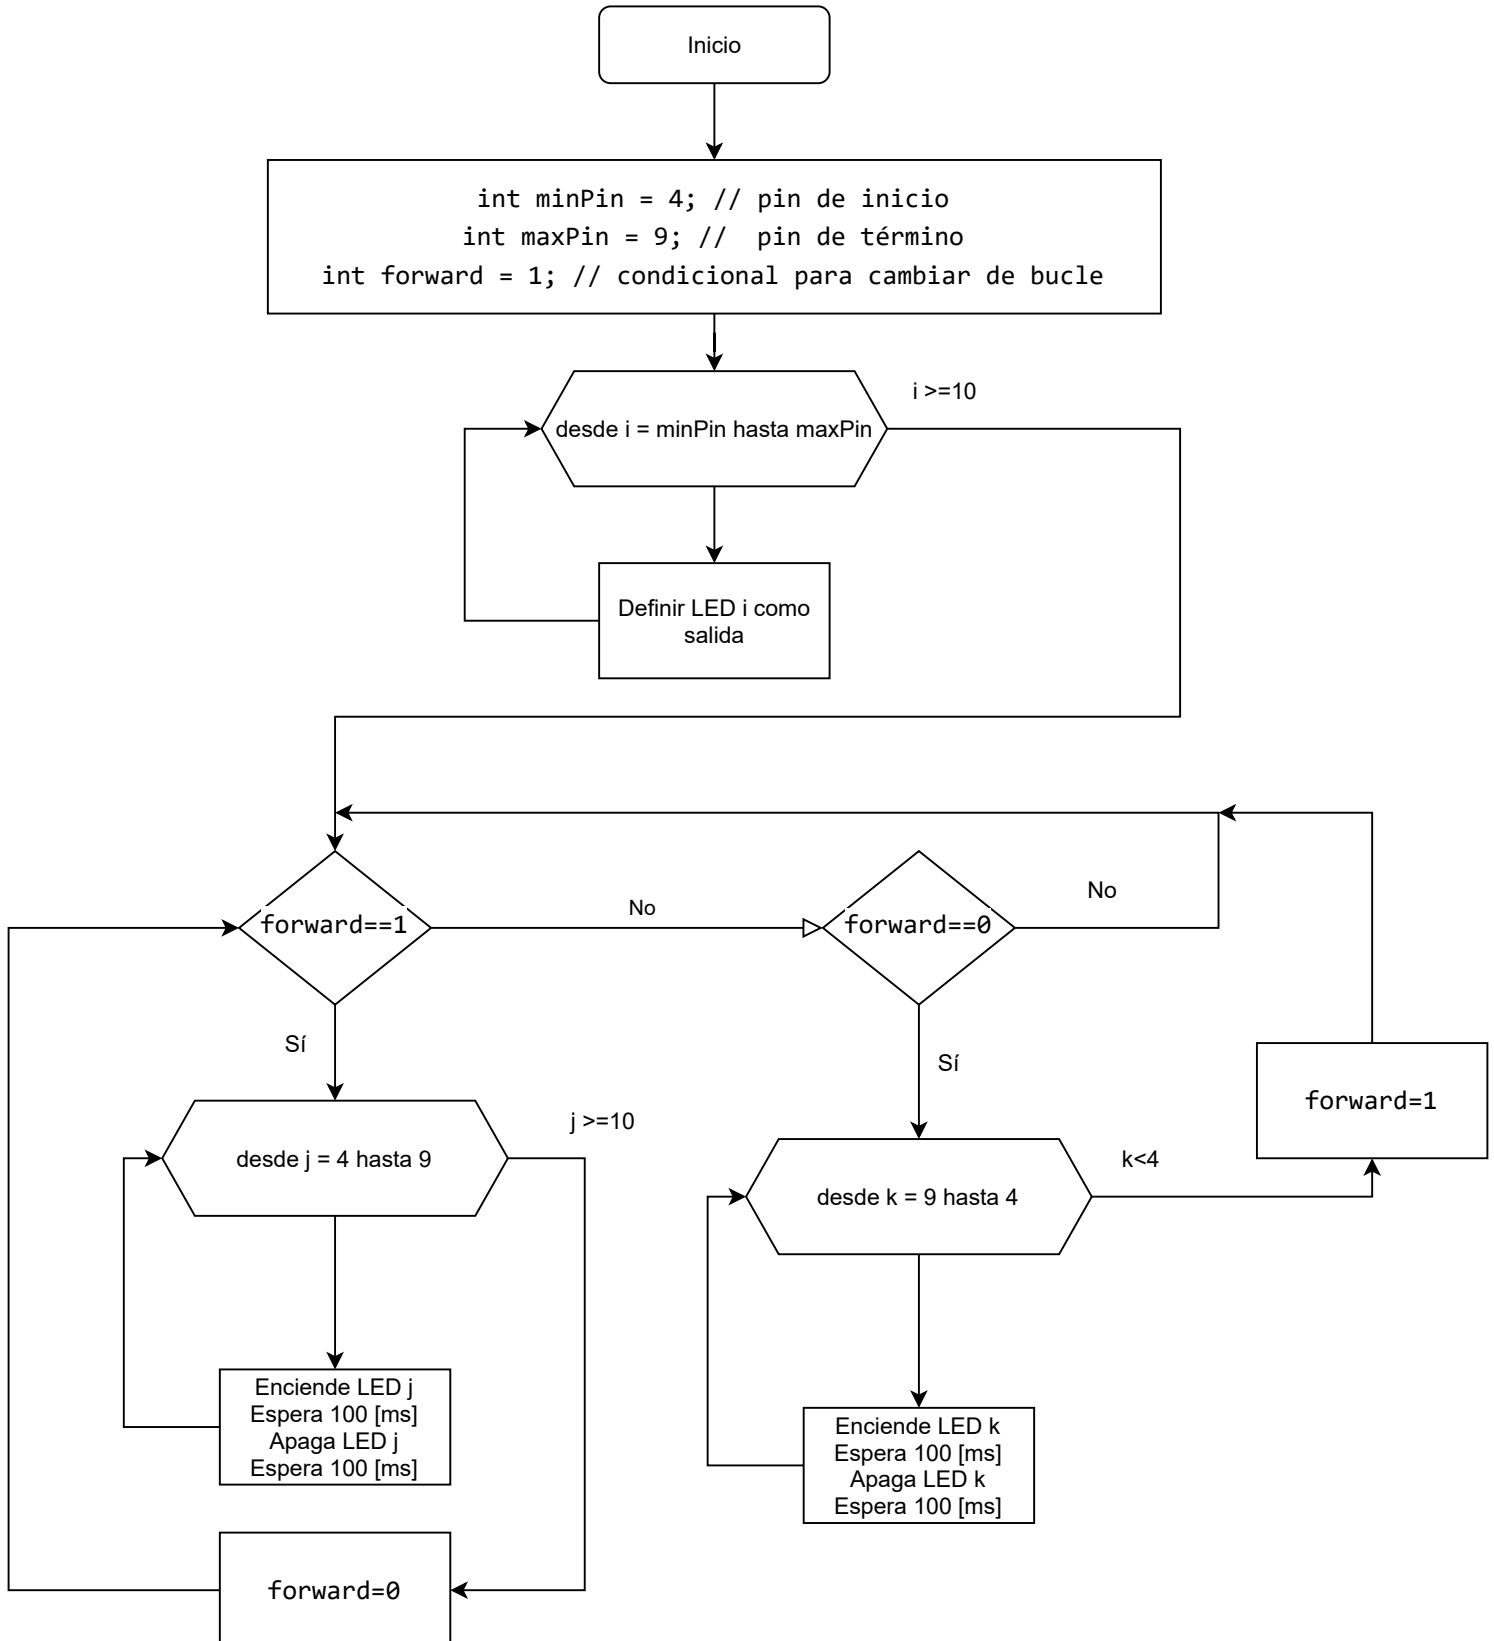 Inicio
int minPin = 4; // pin de inicio
int maxPin = 9; //  pin de término
int forward = 1; // condicional para cambiar de bucle
i >=10
desde i = minPin hasta maxPin
Definir LED i como
salida
forward==1
No
forward==0
No
Sí
Sí
j >=10
desde j = 4 hasta 9
k<4
desde k = 9 hasta 4
forward=1
Enciende LED j
Espera 100 [ms]
Apaga LED j
Espera 100 [ms]
Enciende LED k
Espera 100 [ms]
Apaga LED k
Espera 100 [ms]
forward=0